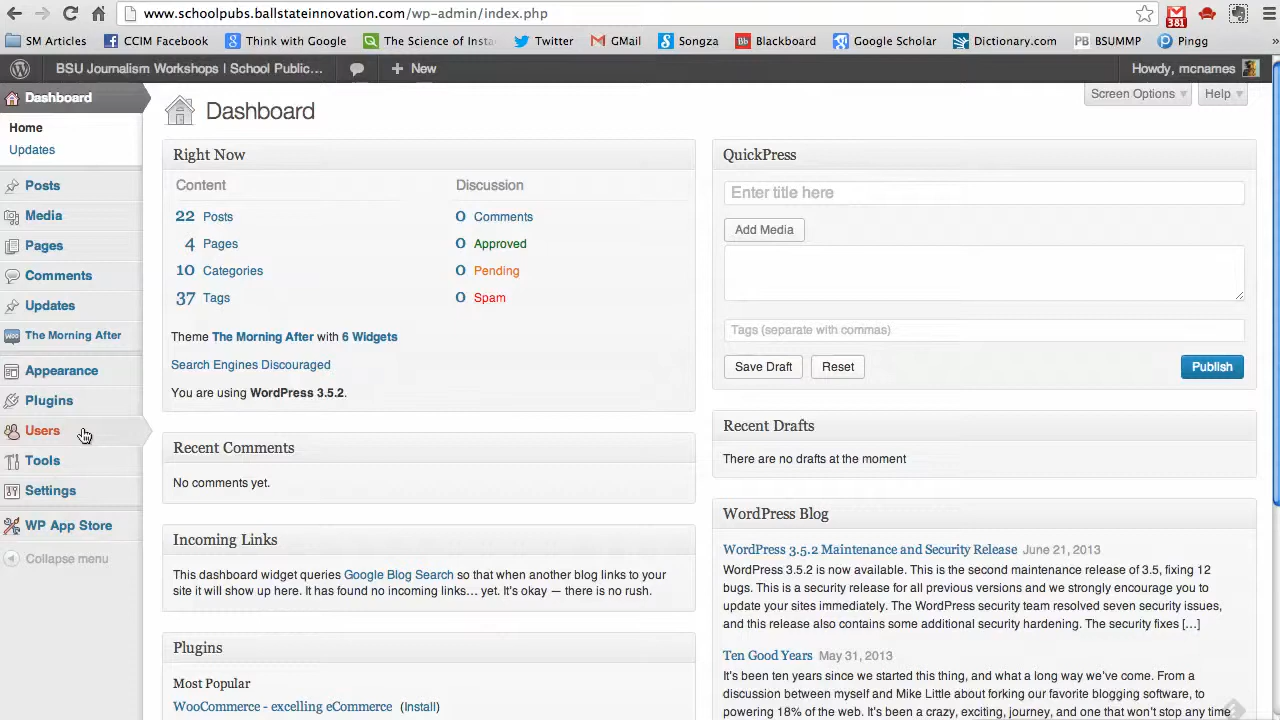 www.schoolpubs.ballstateinnovation.com/wp-admin/index.php
381
SM Articles
CCIM Facebook
Think with Google
The Science of Insta
Twitter
GMail
Songza
Blackboard
Google Scholar
Dictionary.com
BSUMMP
Pingg
BSU Journalism Workshops | School Public...
New
Howdy, mcnames
Dashboard
Home
Updates
Posts
Media
Pages
Comments
Updates
The Morning After
Appearance
Plugins
Users
Tools
Settings
WP App Store
Collapse menu
Screen Options
Help
Dashboard
Right Now
Content
Discussion
22 Posts
0 Comments
4 Pages
0 Approved
10 Categories
0 Pending
37 Tags
0 Spam
Theme The Morning After with 6 Widgets
Search Engines Discouraged
You are using WordPress 3.5.2.
Recent Comments
No comments yet.
Incoming Links
This dashboard widget queries Google Blog Search so that when another blog links to your
site it will show up here. It has found no incoming links… yet. It's okay — there is no rush.
Plugins
Most Popular
WooCommerce - excelling eCommerce (Install)
QuickPress
Enter title here
Add Media
Tags (separate with commas)
Save Draft
Reset
Publish
Recent Drafts
There are no drafts at the moment
WordPress Blog
WordPress 3.5.2 Maintenance and Security Release June 21, 2013
WordPress 3.5.2 is now available. This is the second maintenance release of 3.5, fixing 12
bugs. This is a security release for all previous versions and we strongly encourage you to
update your sites immediately. The WordPress security team resolved seven security issues,
and this release also contains some additional security hardening. The security fixes […]
Ten Good Years May 31, 2013
It's been ten years since we started this thing, and what a long way we've come. From a
discussion between myself and Mike Little about forking our favorite blogging software, to
powering 18% of the web. It's been a crazy, exciting, journey, and one that won't stop any time